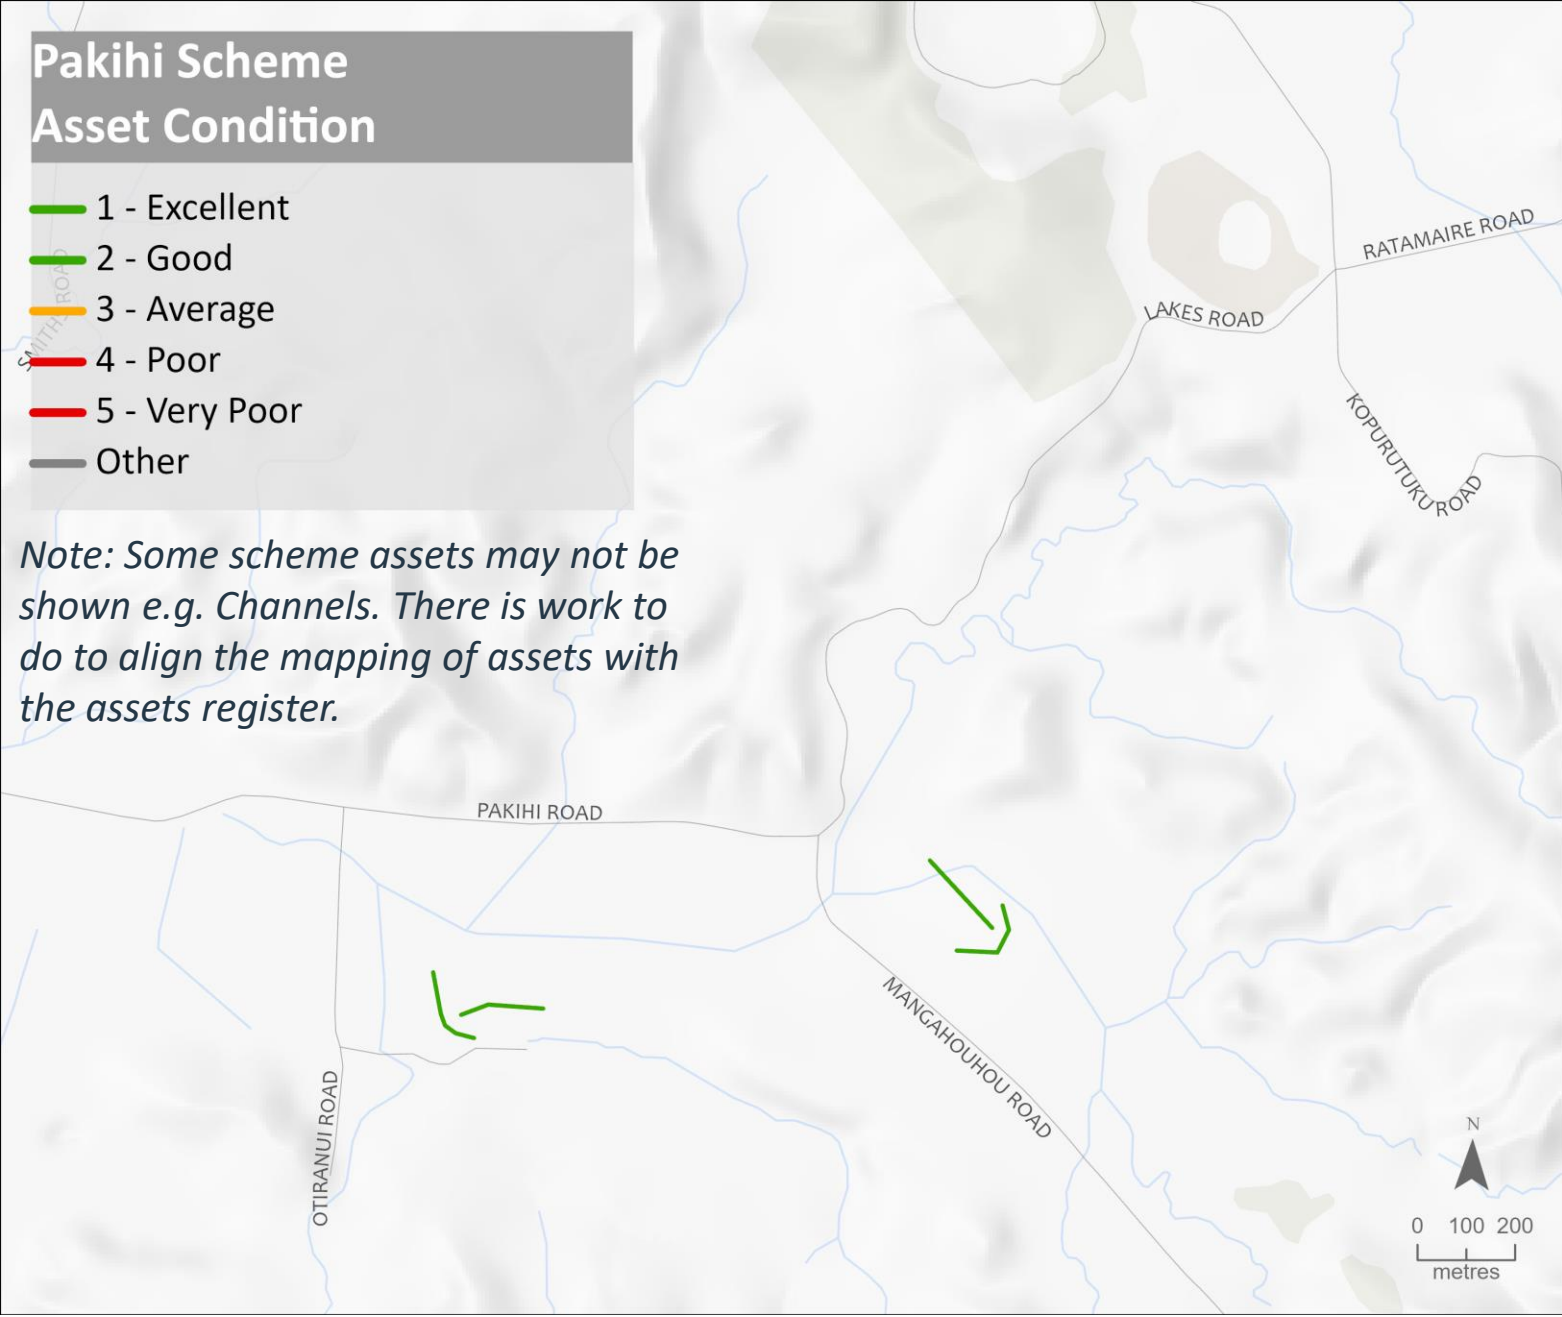 Pakihi Scheme
Asset Condition
1 - Excellent
2 - Good
3 - Average
4 - Poor
5 - Very Poor
Other
SMITHS ROAD
Note: Some scheme assets may not be
shown e.g. Channels. There is work to
do to align the mapping of assets with
the assets register.
RATAMAIRE ROAD
LAKES ROAD
KOPURUTUKU ROAD
PAKIHI ROAD
MANGAHOUHOU ROAD
OTIRANUI ROAD
N
0 100 200
metres